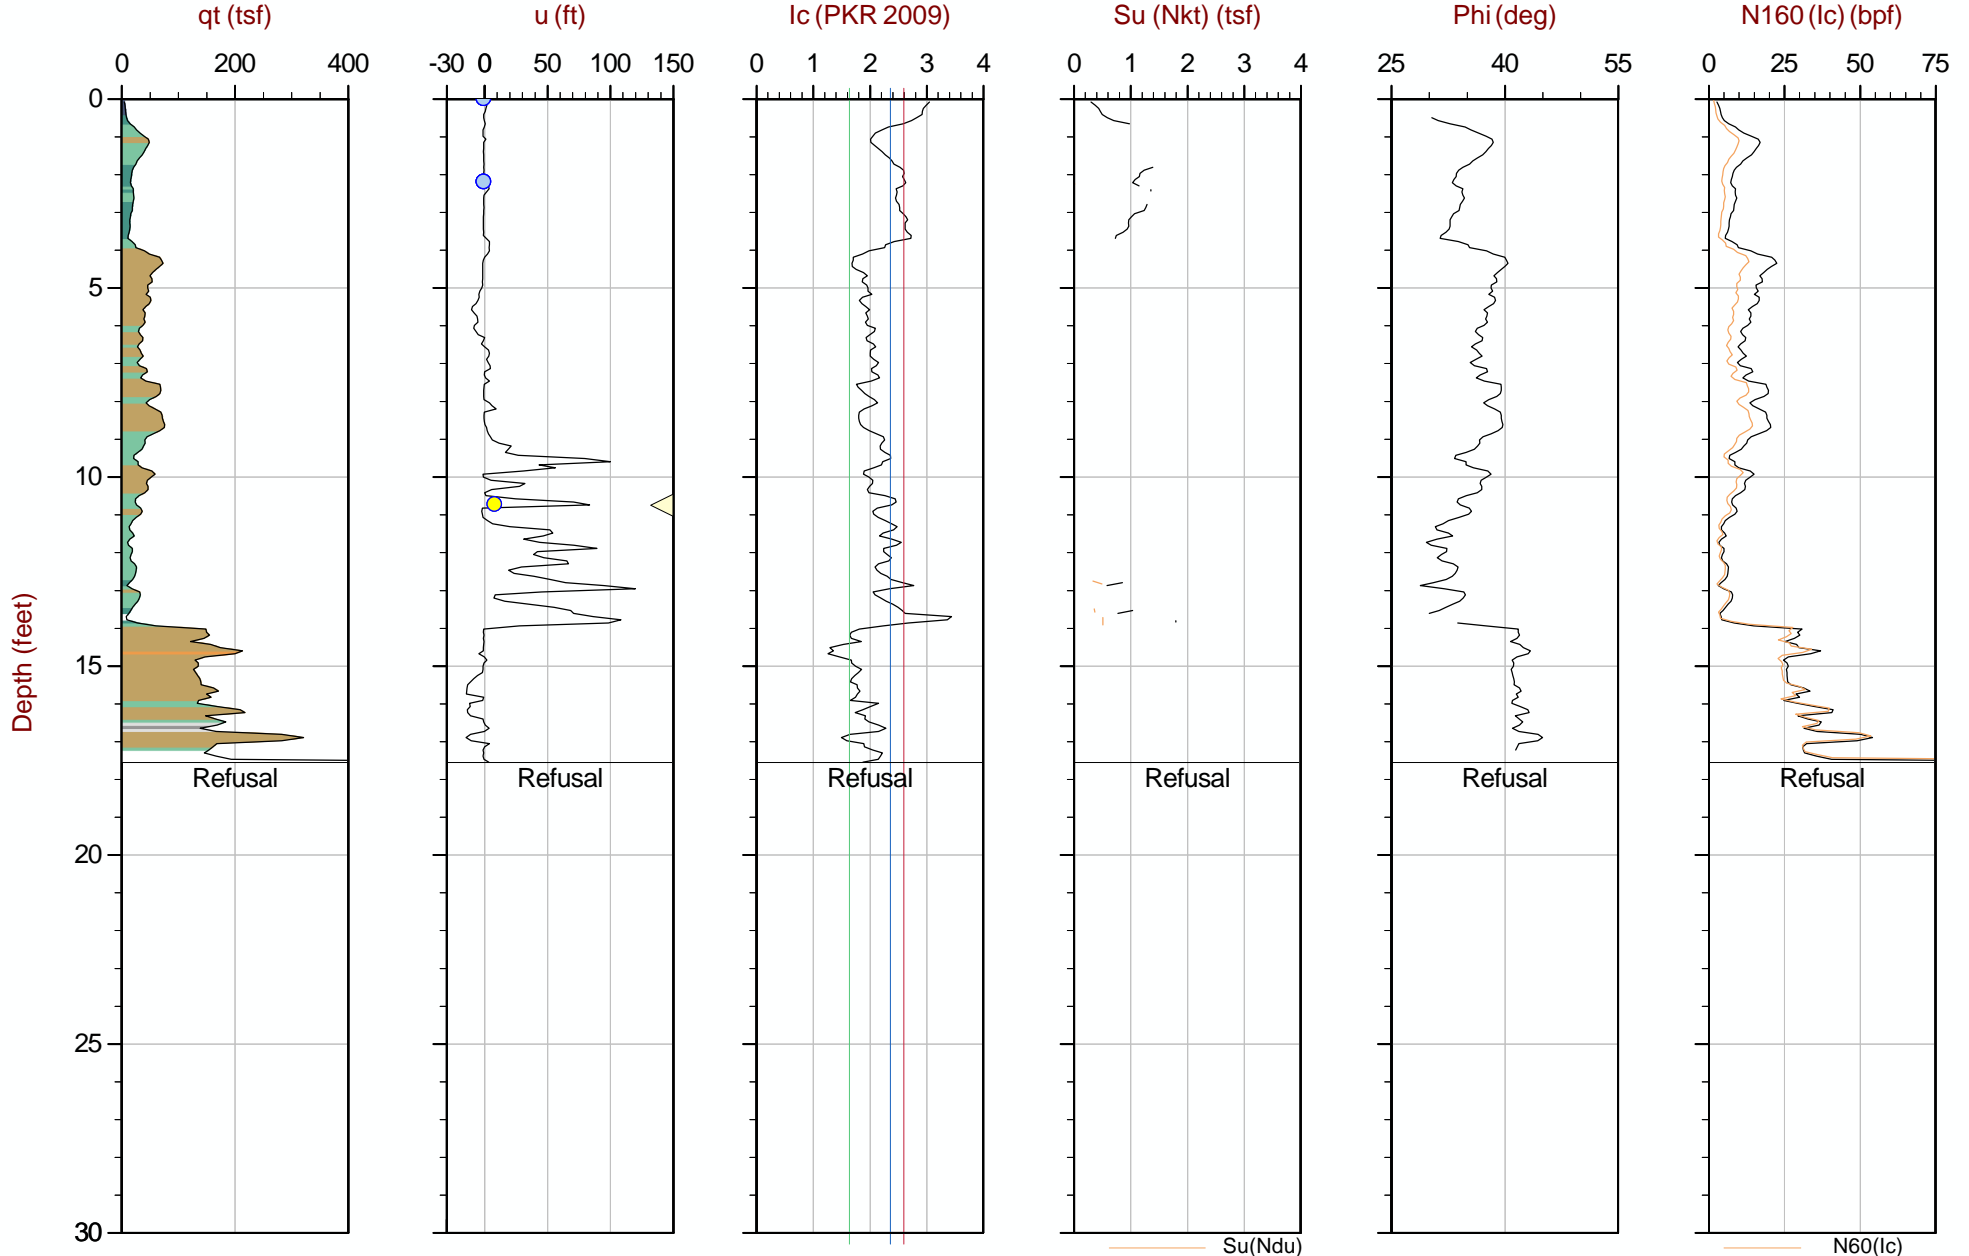 qt (tsf) u (ft) Ic (PKR 2009) Su (Nkt) (tsf) Phi (deg) N160 (Ic) (bpf)
0 200 400 -30 0 50 100 150 0 1 2 3 4 0 1 2 3 4 25 40 55 0 25 50 75
0
5
10
15
Depth (feet)
Refusal Refusal Refusal Refusal Refusal Refusal
20
25
30
Su(Ndu) N60(Ic)